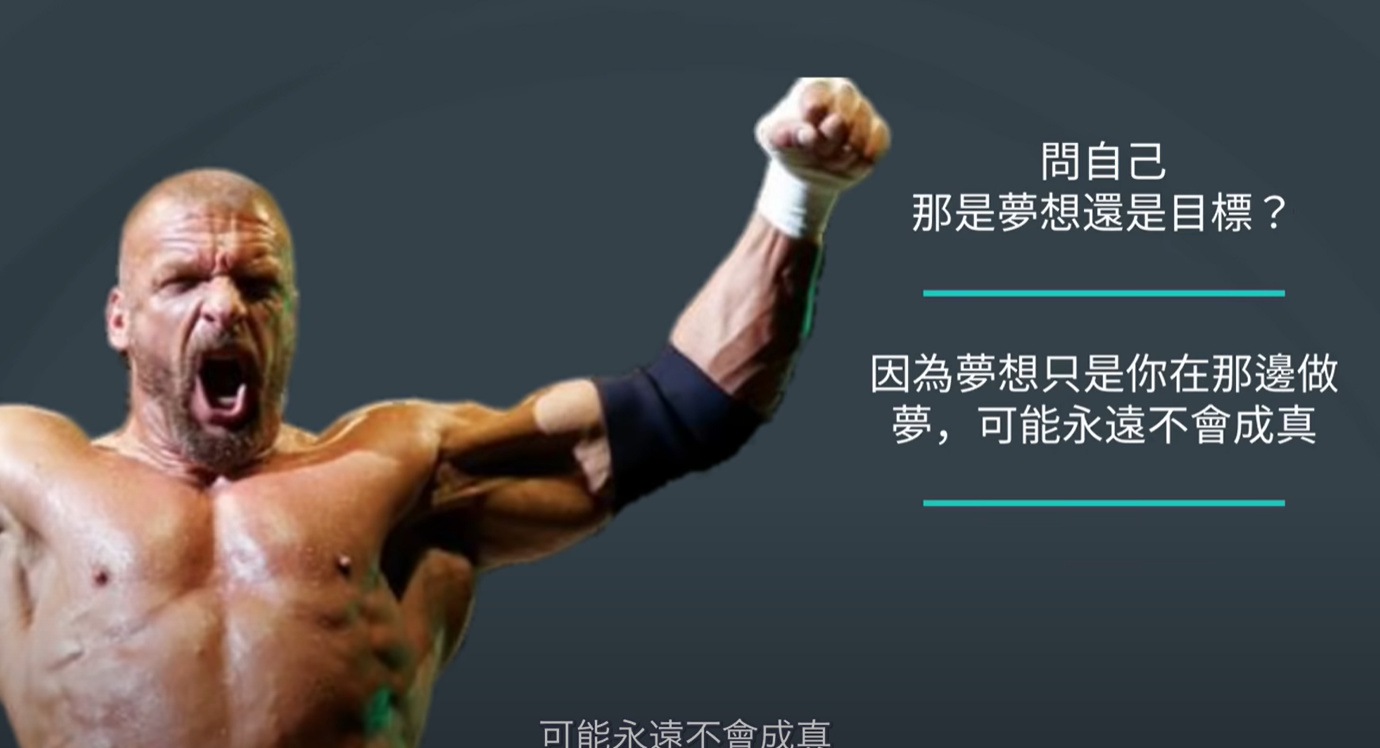 問自己
那是夢想還是目標？
因為夢想只是你在那邊做
夢，可能永遠不會成真
可能永遠不會成真